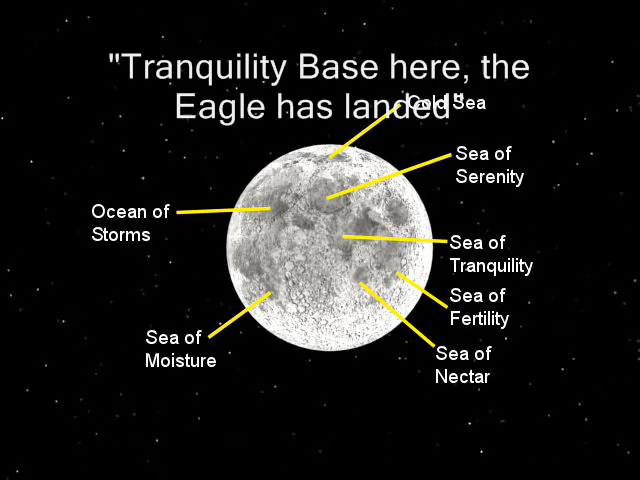 "Tranquility Base here, the
Eagle has landed"
Cold Sea
Sea of
Serenity
Ocean of
Storms
Sea of
Tranquility
Sea of
Fertility
Sea of
Moisture
Sea of
Nectar